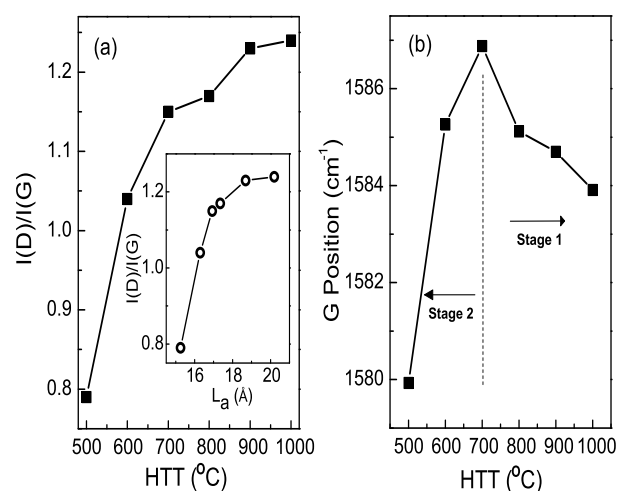 (a)
I(D)/I(G)
1.2
1.1
1.0
0.9
0.8
500 600 700 800 900 1000
HTT (⁰C)
I(D)/I(G)
1.2
1.0
0.8
16 18 20
La (Å)
(b)
G Position (cm⁻¹)
1586
1584
1582
1580
Stage 1
Stage 2
500 600 700 800 900 1000
HTT (⁰C)